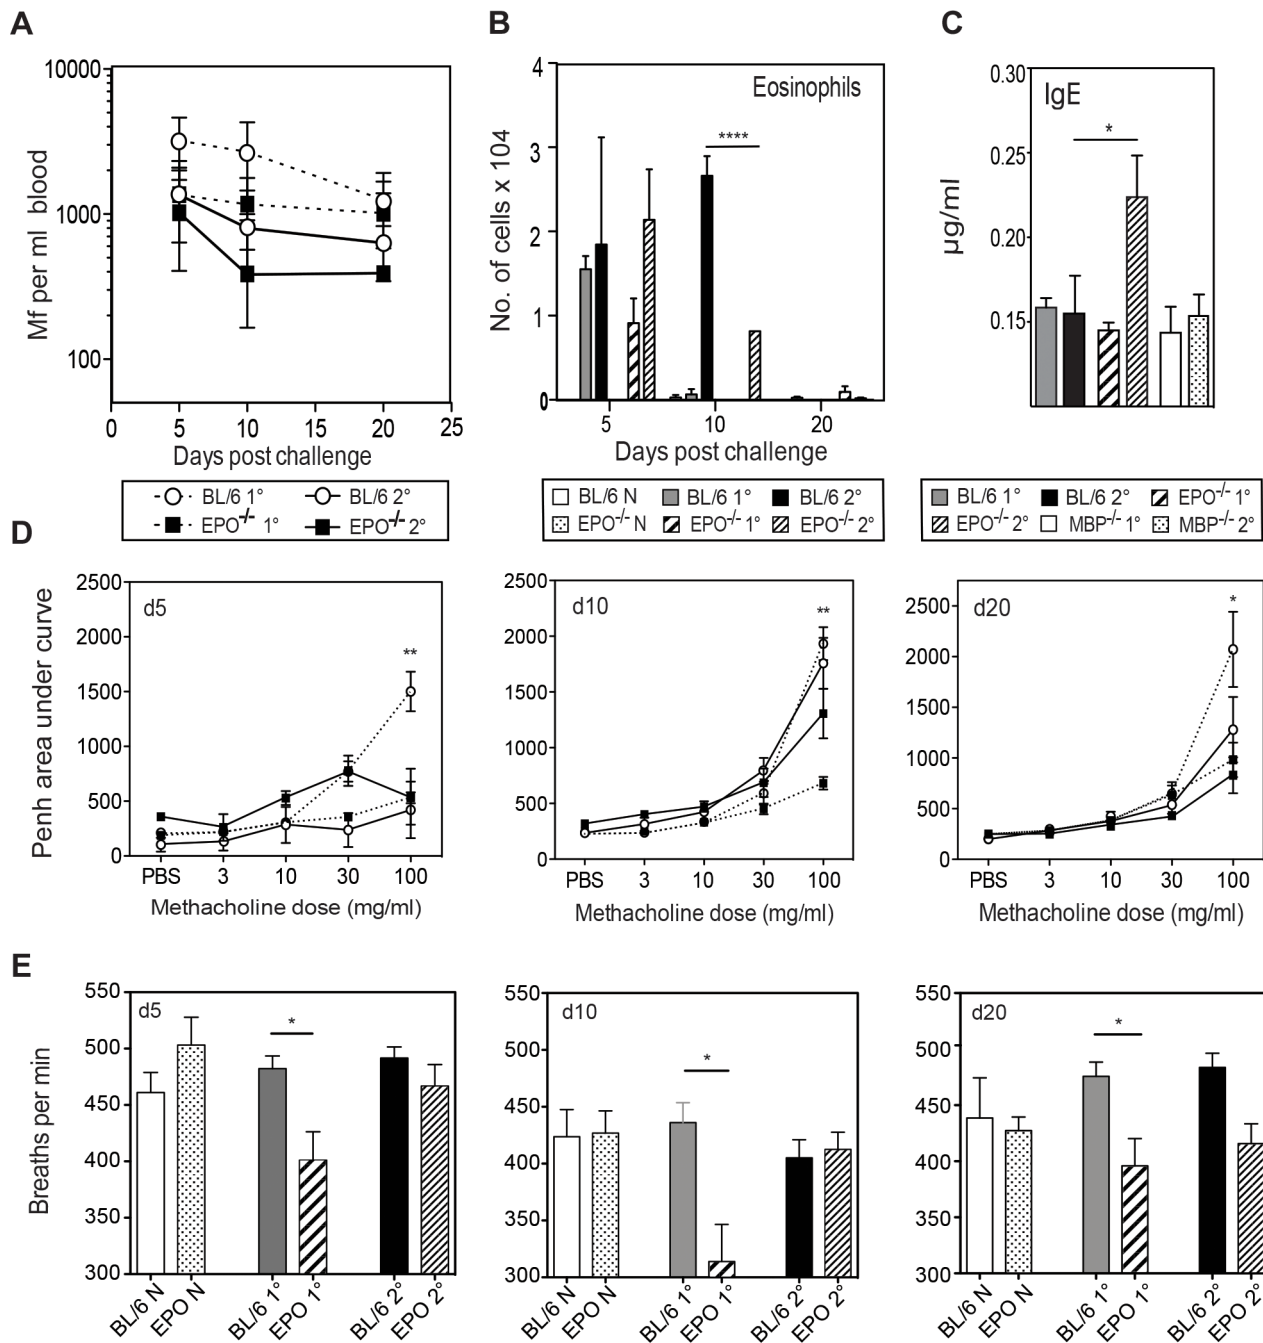 A
B
C
10000
1000
100
Mf per ml blood
0 5 10 15 20 25
Days post challenge
4
3
2
1
0
No. of cells x 104
Eosinophils
****
5 10 20
Days post challenge
0.30
0.25
0.20
0.15
µg/ml
IgE
*
BL/6 1° BL/6 2°
EPO-/- 1° EPO-/- 2°
BL/6 N BL/6 1° BL/6 2°
EPO-/- N EPO-/- 1° EPO-/- 2°
BL/6 1° BL/6 2° EPO-/- 1°
EPO-/- 2° MBP-/- 1° MBP-/- 2°
D
Penh area under curve
2500
2000
1500
1000
500
0
d5
**
PBS 3 10 30 100
Methacholine dose (mg/ml)
2500
2000
1500
1000
500
0
d10
**
PBS 3 10 30 100
Methacholine dose (mg/ml)
2500
2000
1500
1000
500
0
d20
*
PBS 3 10 30 100
Methacholine dose (mg/ml)
E
Breaths per min
550
500
450
400
350
300
d5
*
BL/6 N EPO N BL/6 1° EPO 1° BL/6 2° EPO 2°
550
500
450
400
350
300
d10
*
BL/6 N EPO N BL/6 1° EPO 1° BL/6 2° EPO 2°
550
500
450
400
350
300
d20
*
BL/6 N EPO N BL/6 1° EPO 1° BL/6 2° EPO 2°